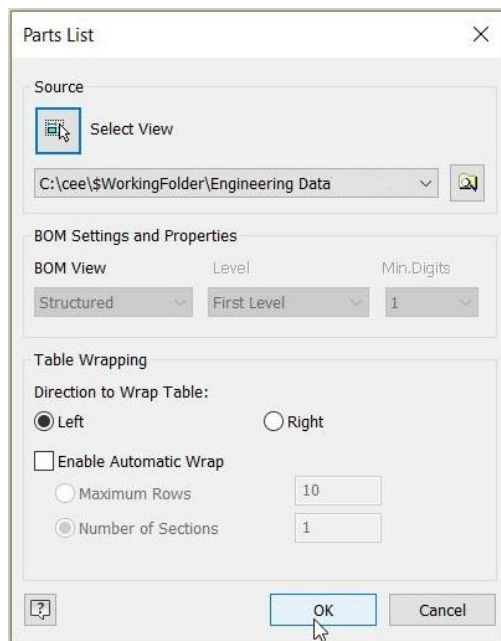 Parts List
Source
Select View
C:\cee\$WorkingFolder\Engineering Data
BOM Settings and Properties
BOM View Level Min.Digits
Structured First Level 1
Table Wrapping
Direction to Wrap Table:
Left Right
Enable Automatic Wrap
Maximum Rows 10
Number of Sections 1
? OK Cancel